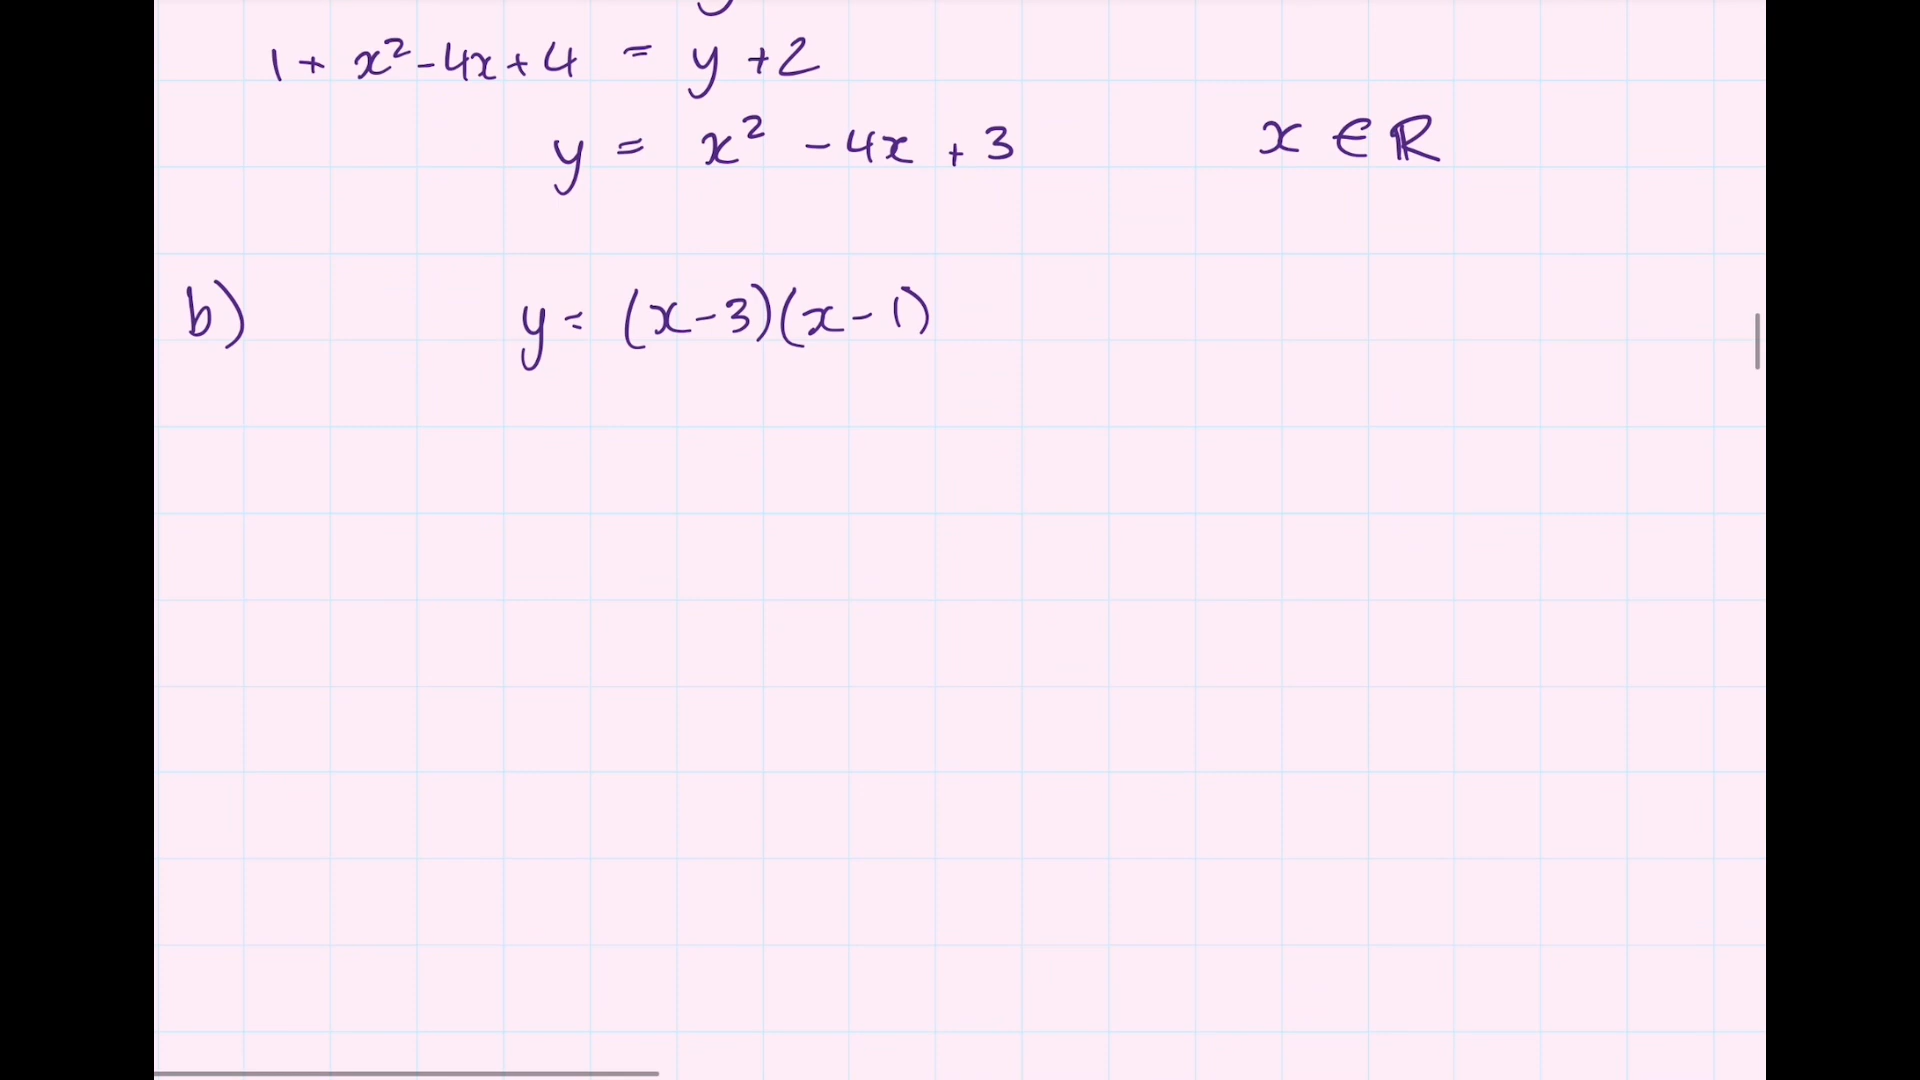 1 + x² - 4x + 4 = y + 2
y = x² - 4x + 3 x ∈ ℝ
b) y = (x - 3)(x - 1)